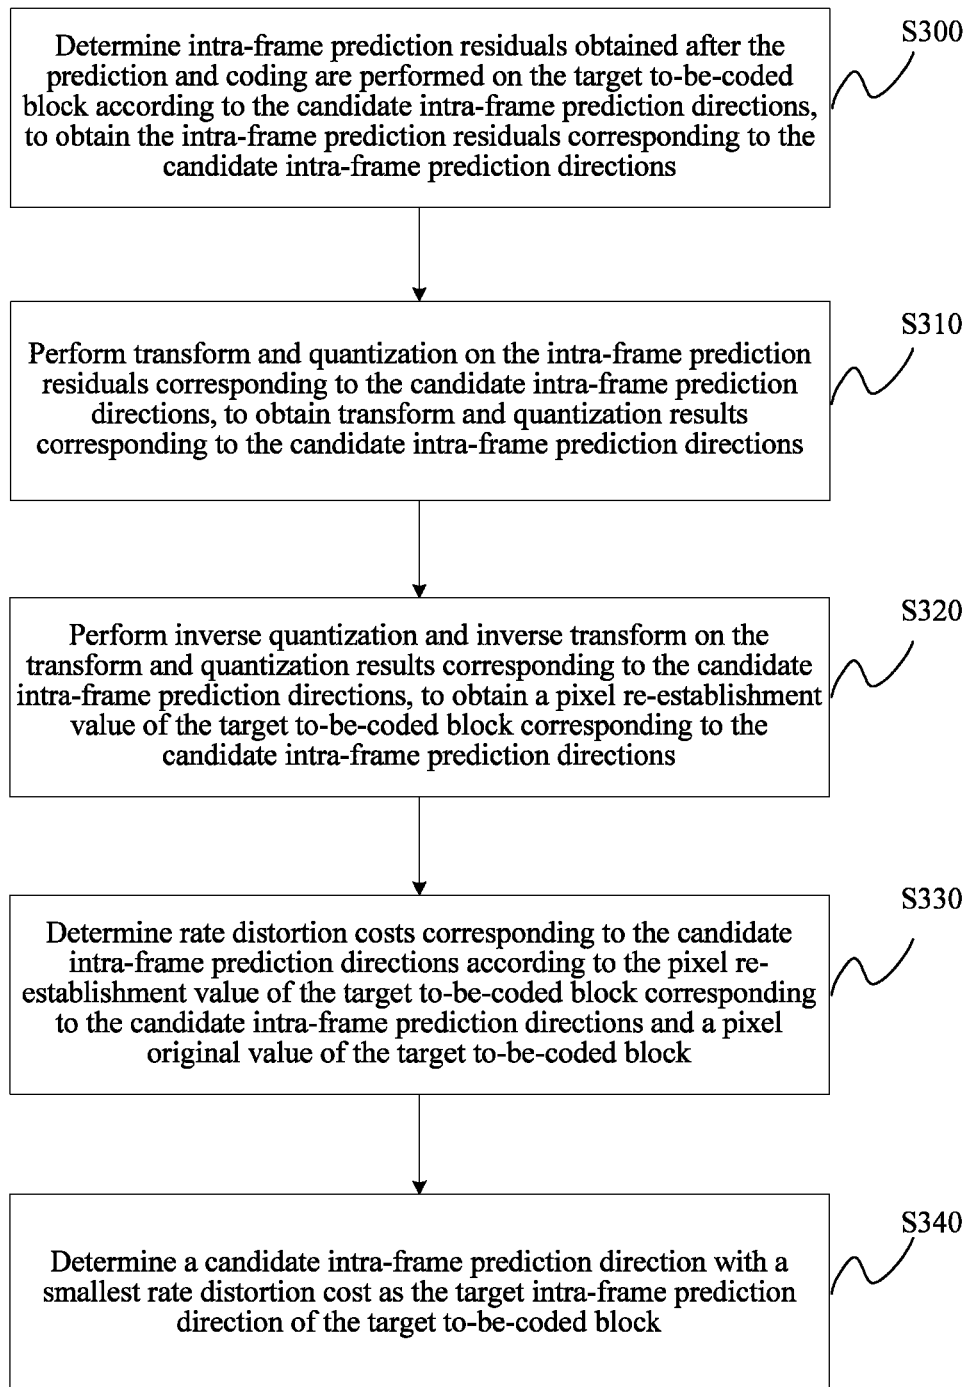 Determine intra-frame prediction residuals obtained after the
prediction and coding are performed on the target to-be-coded
block according to the candidate intra-frame prediction directions,
to obtain the intra-frame prediction residuals corresponding to the
candidate intra-frame prediction directions
S300
Perform transform and quantization on the intra-frame prediction
residuals corresponding to the candidate intra-frame prediction
directions, to obtain transform and quantization results
corresponding to the candidate intra-frame prediction directions
S310
Perform inverse quantization and inverse transform on the
transform and quantization results corresponding to the candidate
intra-frame prediction directions, to obtain a pixel re-establishment
value of the target to-be-coded block corresponding to the
candidate intra-frame prediction directions
S320
Determine rate distortion costs corresponding to the candidate
intra-frame prediction directions according to the pixel re-
establishment value of the target to-be-coded block corresponding
to the candidate intra-frame prediction directions and a pixel
original value of the target to-be-coded block
S330
Determine a candidate intra-frame prediction direction with a
smallest rate distortion cost as the target intra-frame prediction
direction of the target to-be-coded block
S340